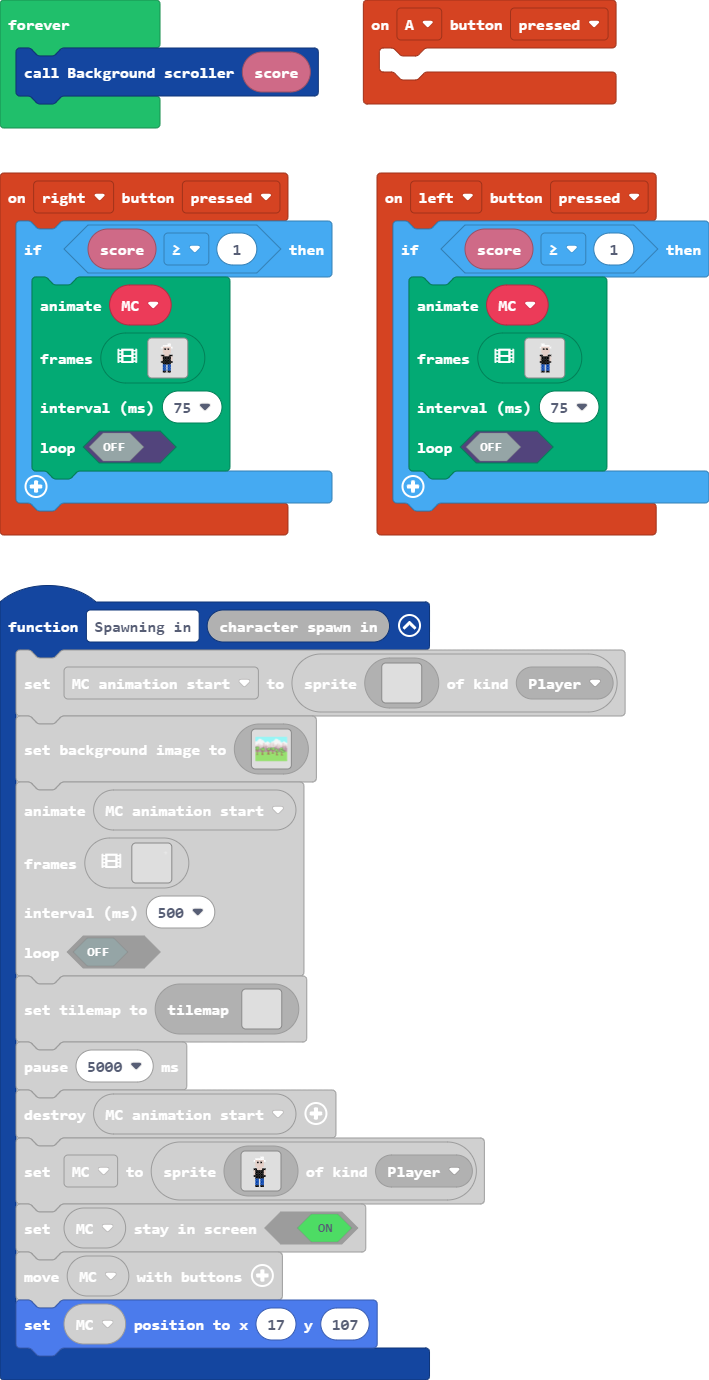 forever
call Background scroller score
on A button pressed
on right button pressed
if score ≥ 1 then
animate MC
frames
interval (ms) 75
loop OFF
on left button pressed
if score ≥ 1 then
animate MC
frames
interval (ms) 75
loop OFF
function Spawning in character spawn in
set MC animation start to sprite of kind Player
set background image to
animate MC animation start
frames
interval (ms) 500
loop OFF
set tilemap to tilemap
pause 5000 ms
destroy MC animation start
set MC to sprite of kind Player
set MC stay in screen ON
move MC with buttons
set MC position to x 17 y 107